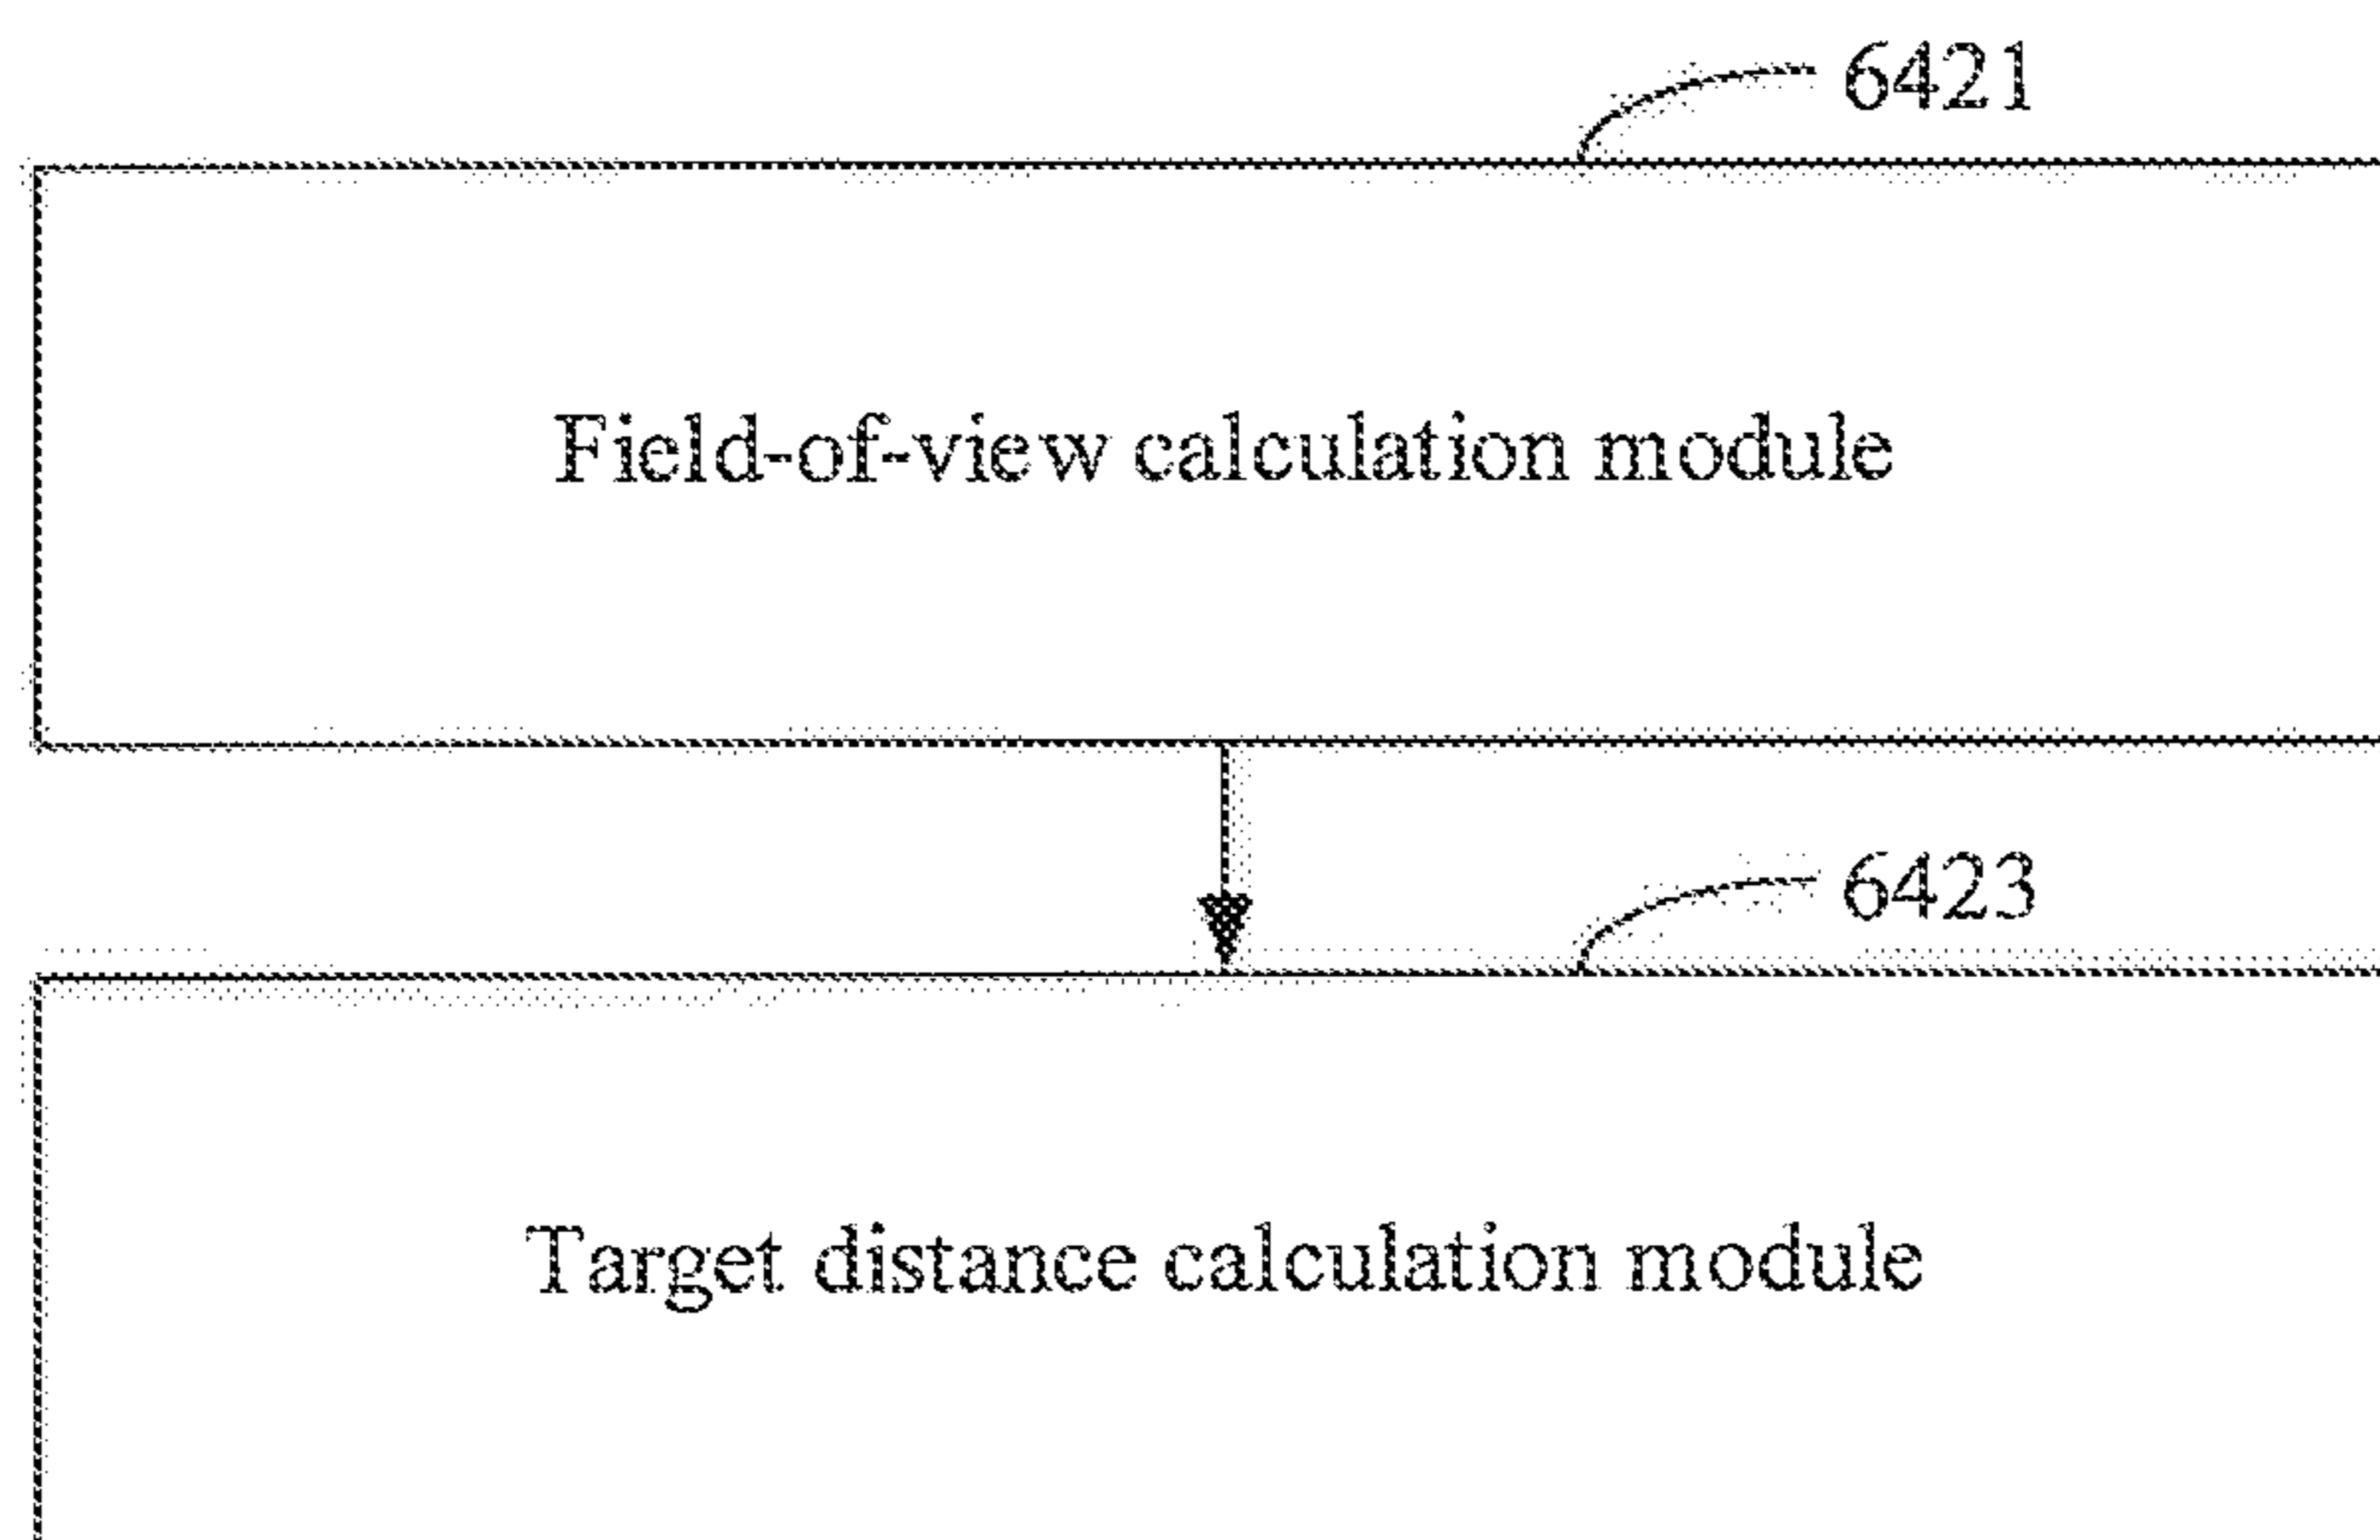 6421
Field-of-view calculation module
6423
Target distance calculation module